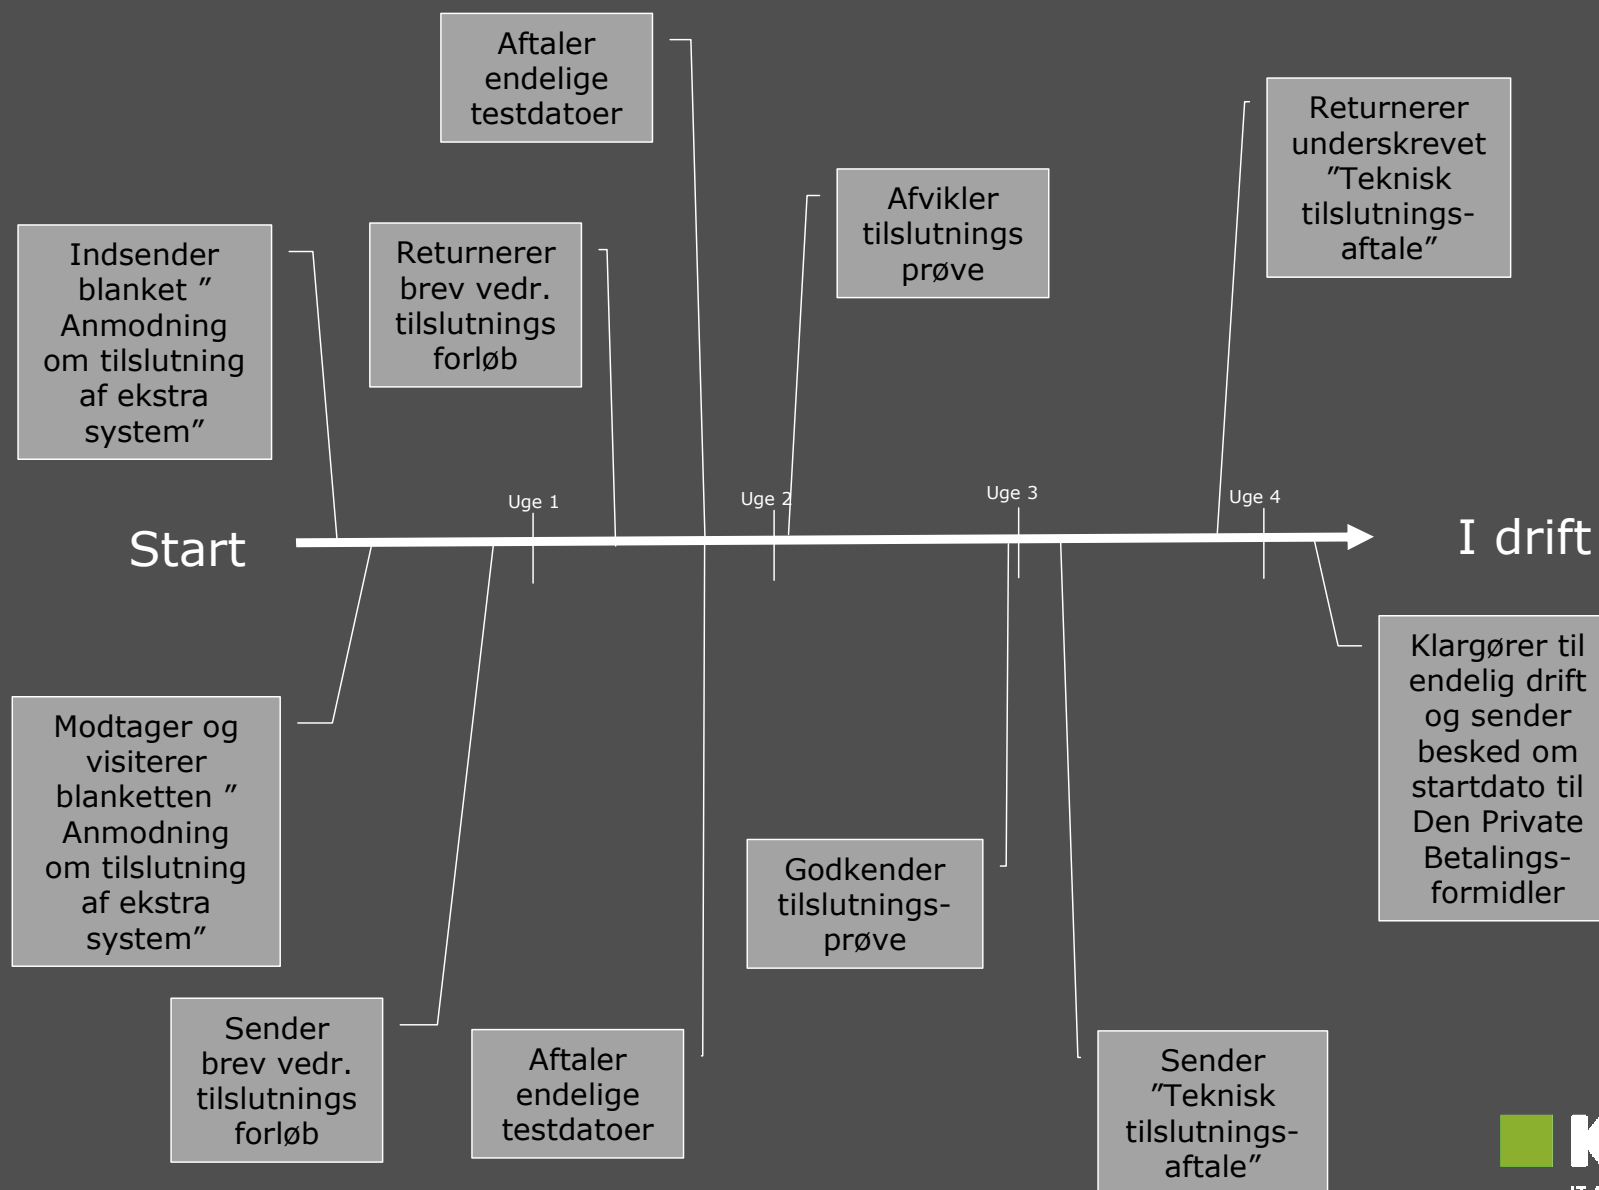 Aftaler
endelige
testdatoer
Returnerer
underskrevet
”Teknisk
tilslutnings-
aftale”
Afvikler
tilslutnings
prøve
Indsender
blanket ”
Anmodning
om tilslutning
af ekstra
system”
Returnerer
brev vedr.
tilslutnings
forløb
Uge 1
Uge 2
Uge 3
Uge 4
Start
I drift
Modtager og
visiterer
blanketten ”
Anmodning
om tilslutning
af ekstra
system”
Klargører til
endelig drift
og sender
besked om
startdato til
Den Private
Betalings-
formidler
Godkender
tilslutnings-
prøve
Sender
brev vedr.
tilslutnings
forløb
Aftaler
endelige
testdatoer
Sender
”Teknisk
tilslutnings-
aftale”